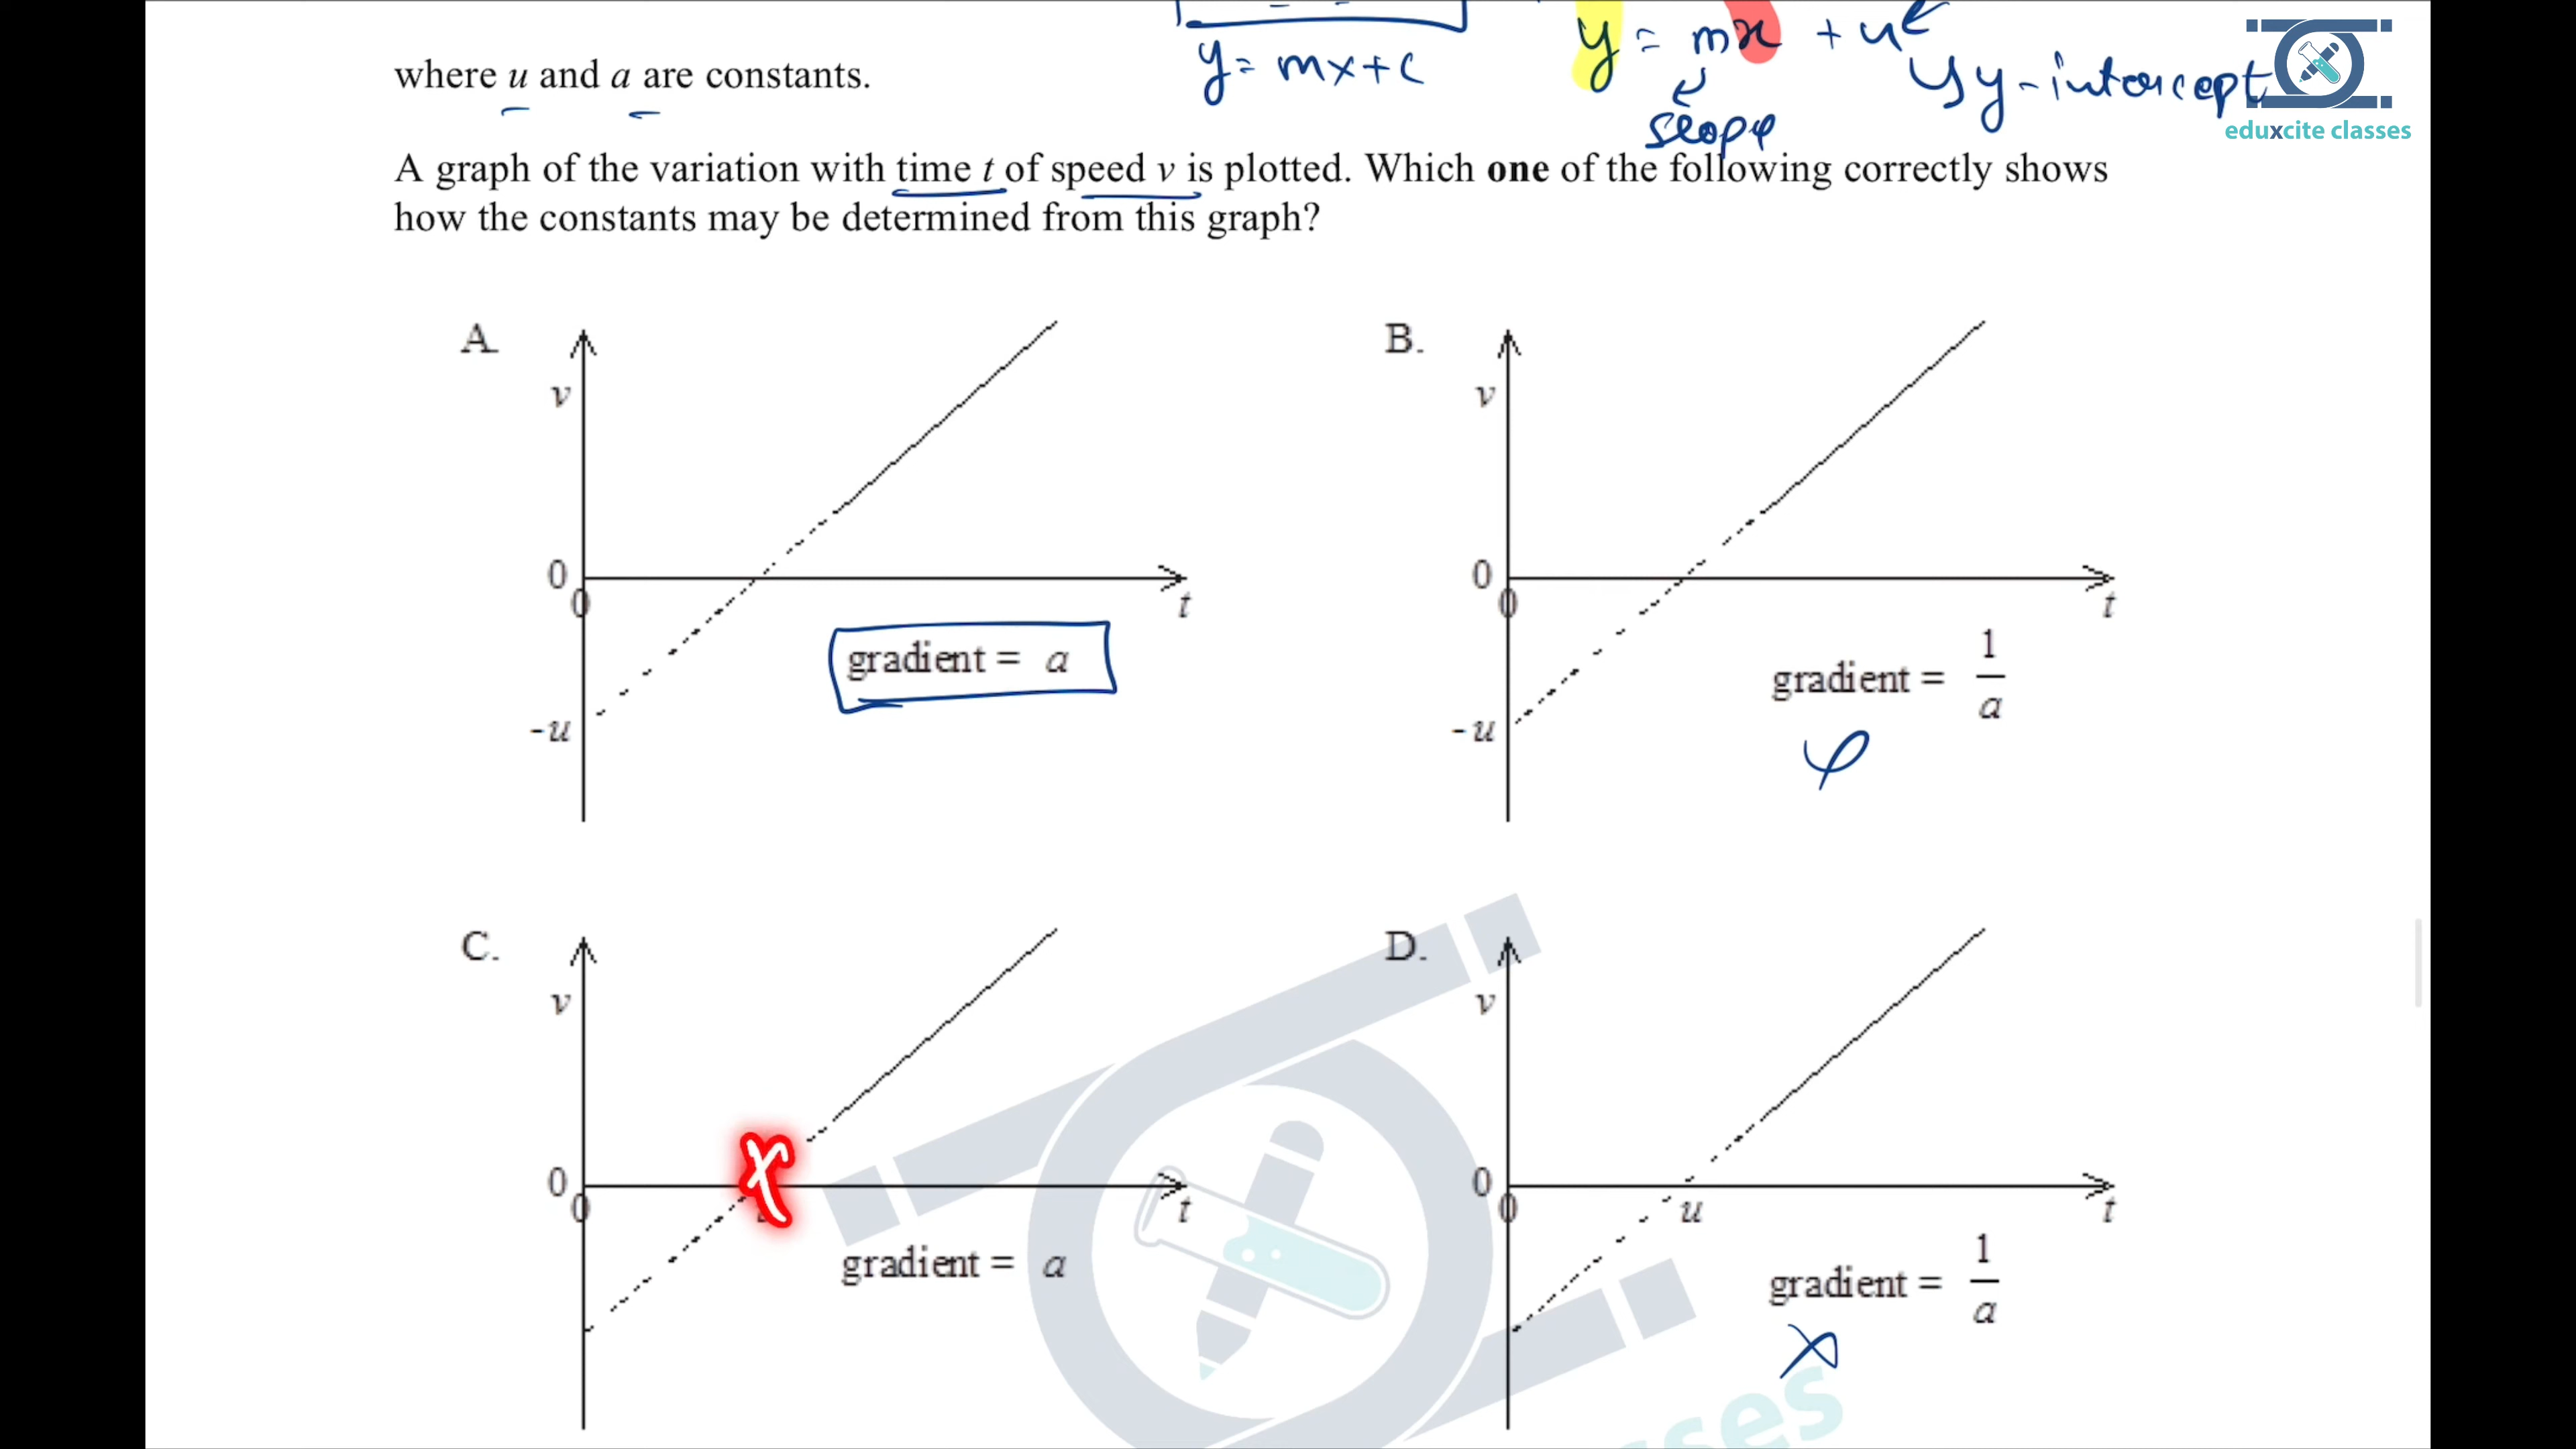 y = mx + u
y = mx + c
where u and a are constants.
y-intercept
slope
eduxcite classes
A graph of the variation with time t of speed v is plotted. Which one of the following correctly shows
how the constants may be determined from this graph?
A.
v
0
0
t
-u
gradient = a
B.
v
0
0
t
-u
gradient = 1/a
C.
v
0
0
t
gradient = a
D.
v
0
0
u
t
gradient = 1/a